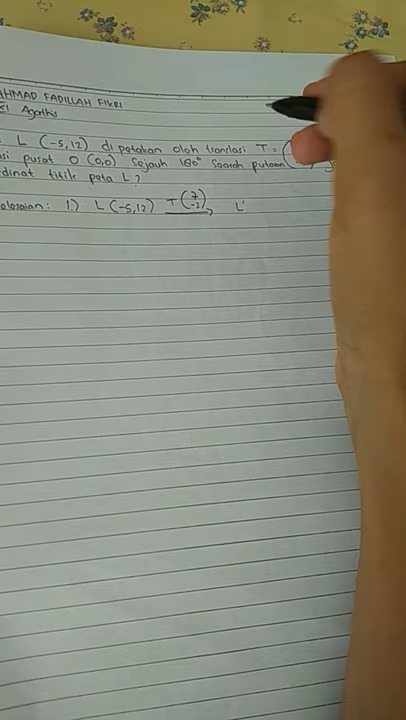 AHMAD FADILLAH FIKRI
Agathis
L (-5,12) di petakan oleh translasi T = (
si pusat O (0,0) sejauh 180° searah putaran
dinat titik peta L?
elesaian: 1.) L (-5,12) T(7 -2) → L'